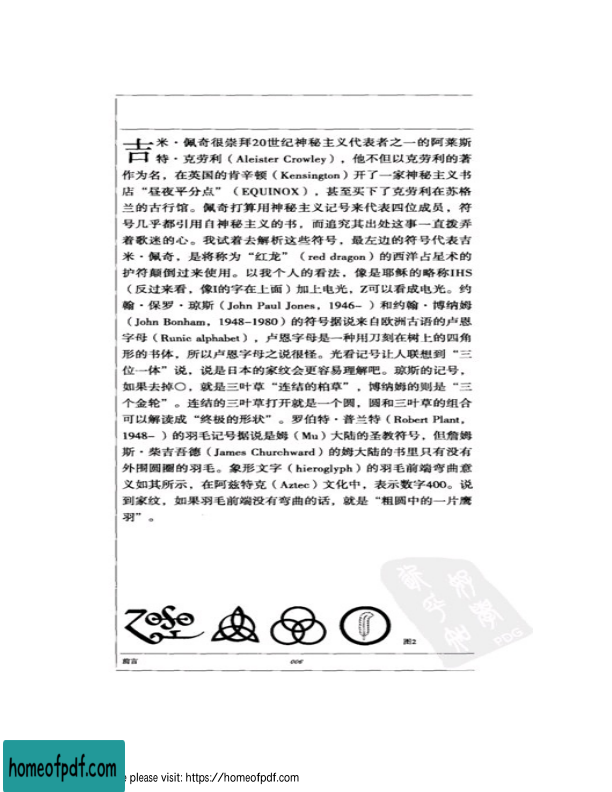 吉米·佩奇很崇拜20世纪神秘主义代表者之一的阿莱斯
特·克劳利（Aleister Crowley），他不但以克劳利的著
作为名，在英国的肯辛顿（Kensington）开了一家神秘主义书
店“昼夜平分点”（EQUINOX），甚至买下了克劳利在苏格
兰的古行馆。佩奇打算用神秘主义记号来代表四位成员，符
号几乎都引用自神秘主义的书，而追究其出处这事一直拨弄
着歌迷的心。我试着去解析这些符号，最左边的符号代表吉
米·佩奇，是将称为“红龙”（red dragon）的西洋占星术的
护符颠倒过来使用。以我个人的看法，像是耶稣的略称IHS
（反过来看，像I的字在上面）加上电光，Z可以看成电光。约
翰·保罗·琼斯（John Paul Jones，1946- ）和约翰·博纳姆
（John Bonham，1948-1980）的符号据说来自欧洲古语的卢恩
字母（Runic alphabet），卢恩字母是一种用刀刻在树上的四角
形的书体，所以卢恩字母之说很怪。光看记号让人联想到“三
位一体”说，说是日本的家纹会更容易理解吧。琼斯的记号，
如果去掉○，就是三叶草“连结的柏草”，博纳姆的则是“三
个金轮”。连结的三叶草打开就是一个圆，圆和三叶草的组合
可以解读成“终极的形状”。罗伯特·普兰特（Robert Plant，
1948- ）的羽毛记号据说是姆（Mu）大陆的圣教符号，但詹姆
斯·柴吉吾德（James Churchward）的姆大陆的书里只有没有
外围圆圈的羽毛。象形文字（hieroglyph）的羽毛前端弯曲意
义如其所示，在阿兹特克（Aztec）文化中，表示数字400。说
到家纹，如果羽毛前端没有弯曲的话，就是“粗圆中的一片鹰
羽”。
ZoSo
图2
PDG
前言
006
homeofpdf.com
e please visit: https://homeofpdf.com